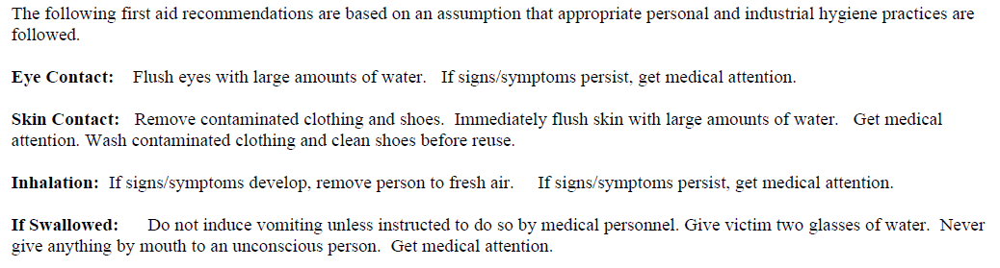 The following first aid recommendations are based on an assumption that appropriate personal and industrial hygiene practices are
followed.
Eye Contact: Flush eyes with large amounts of water. If signs/symptoms persist, get medical attention.
Skin Contact: Remove contaminated clothing and shoes. Immediately flush skin with large amounts of water. Get medical
attention. Wash contaminated clothing and clean shoes before reuse.
Inhalation: If signs/symptoms develop, remove person to fresh air. If signs/symptoms persist, get medical attention.
If Swallowed: Do not induce vomiting unless instructed to do so by medical personnel. Give victim two glasses of water. Never
give anything by mouth to an unconscious person. Get medical attention.